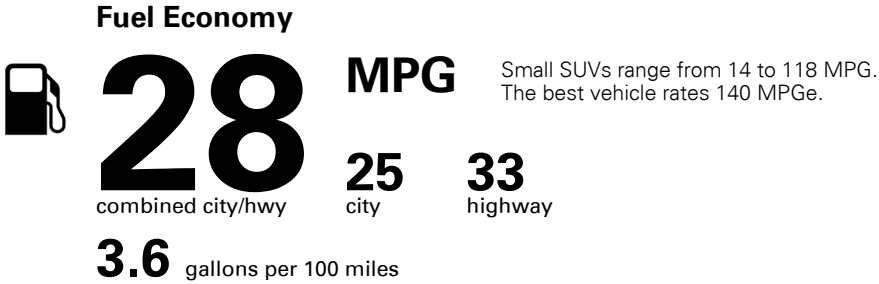 Fuel Economy
28
MPG
Small SUVs range from 14 to 118 MPG.
The best vehicle rates 140 MPGe.
25
33
combined city/hwy
city
highway
3.6 gallons per 100 miles